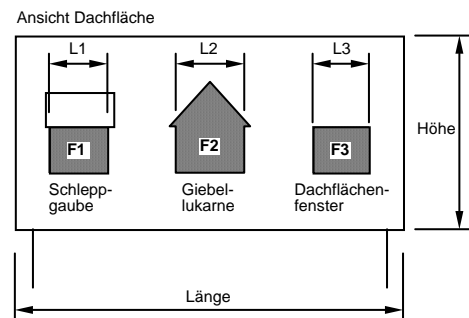 Ansicht Dachfläche
L1 L2 L3
Höhe
F1 F2 F3
Schlepp-
gaube
Giebel-
lukarne
Dachflächen-
fenster
Länge